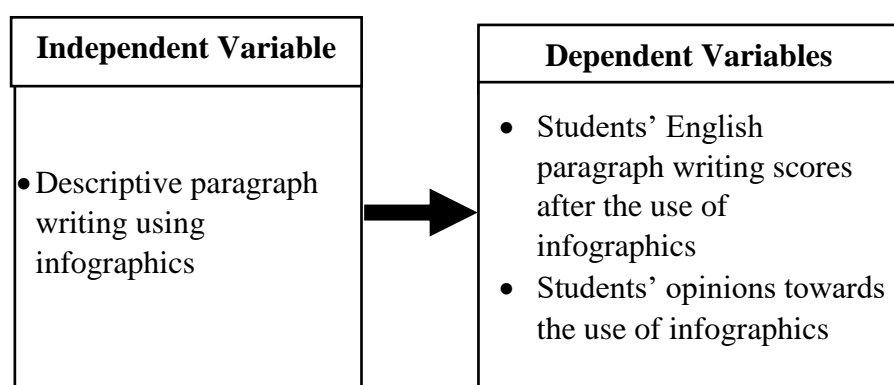 Independent Variable
• Descriptive paragraph
writing using
infographics
Dependent Variables
• Students’ English
paragraph writing scores
after the use of
infographics
• Students’ opinions towards
the use of infographics